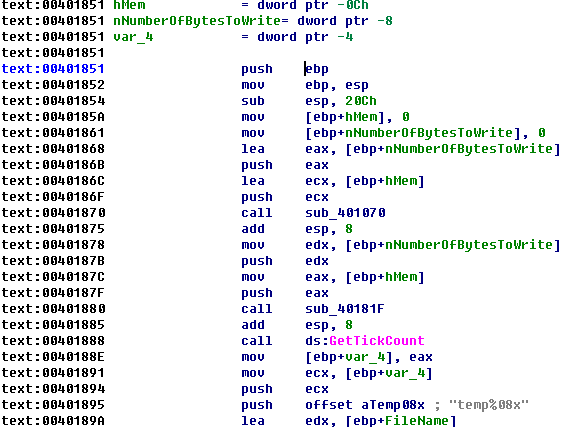 text:00401851 hMem = dword ptr -0Ch
text:00401851 nNumberOfBytesToWrite= dword ptr -8
text:00401851 var_4 = dword ptr -4
text:00401851
text:00401851 push ebp
text:00401852 mov ebp, esp
text:00401854 sub esp, 20Ch
text:0040185A mov [ebp+hMem], 0
text:00401861 mov [ebp+nNumberOfBytesToWrite], 0
text:00401868 lea eax, [ebp+nNumberOfBytesToWrite]
text:0040186B push eax
text:0040186C lea ecx, [ebp+hMem]
text:0040186F push ecx
text:00401870 call sub_401070
text:00401875 add esp, 8
text:00401878 mov edx, [ebp+nNumberOfBytesToWrite]
text:0040187B push edx
text:0040187C mov eax, [ebp+hMem]
text:0040187F push eax
text:00401880 call sub_40181F
text:00401885 add esp, 8
text:00401888 call ds:GetTickCount
text:0040188E mov [ebp+var_4], eax
text:00401891 mov ecx, [ebp+var_4]
text:00401894 push ecx
text:00401895 push offset aTemp08x ; "temp%08x"
text:0040189A lea edx, [ebp+FileName]